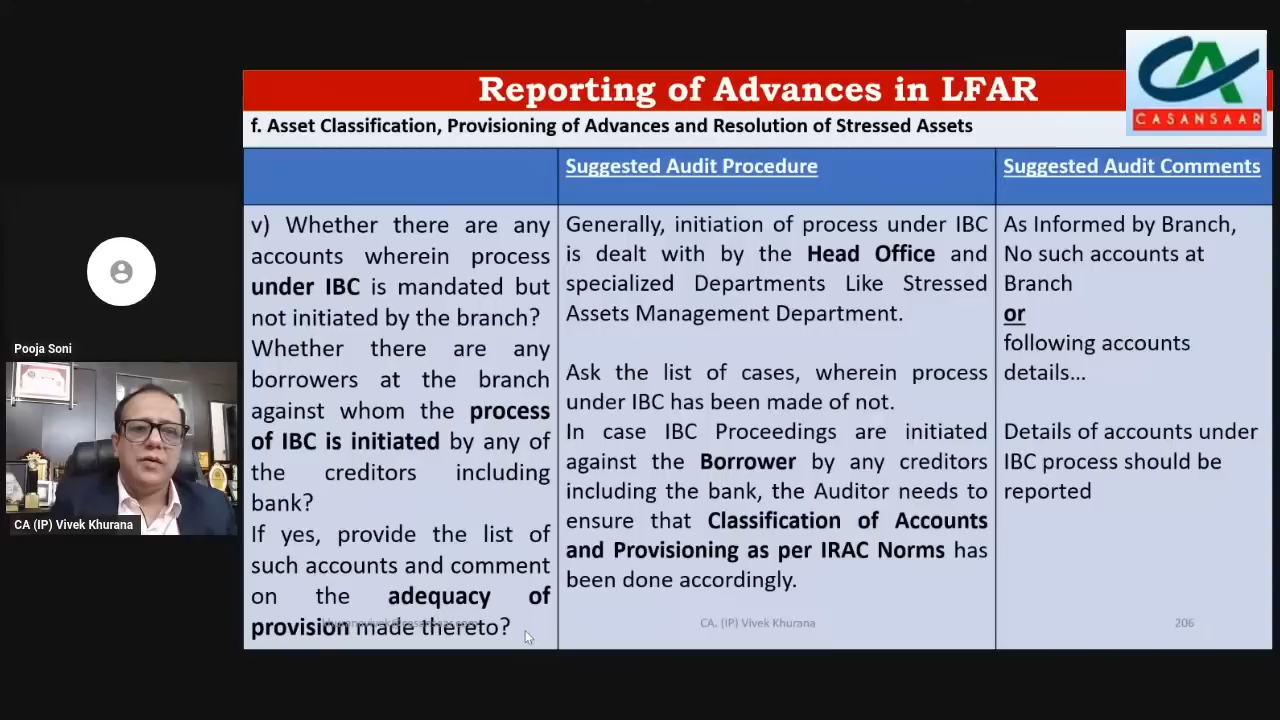 Reporting of Advances in LFAR
CA
CASANSAAR
f. Asset Classification, Provisioning of Advances and Resolution of Stressed Assets
Suggested Audit Procedure
Suggested Audit Comments
v) Whether there are any
accounts wherein process
under IBC is mandated but
not initiated by the branch?
Whether there are any
borrowers at the branch
against whom the process
of IBC is initiated by any of
the creditors including
bank?
If yes, provide the list of
such accounts and comment
on the adequacy of
provision made thereto?
Generally, initiation of process under IBC
is dealt with by the Head Office and
specialized Departments Like Stressed
Assets Management Department.
Ask the list of cases, wherein process
under IBC has been made of not.
In case IBC Proceedings are initiated
against the Borrower by any creditors
including the bank, the Auditor needs to
ensure that Classification of Accounts
and Provisioning as per IRAC Norms has
been done accordingly.
As Informed by Branch,
No such accounts at
Branch
or
following accounts
details...
Details of accounts under
IBC process should be
reported
CA. (IP) Vivek Khurana
206
Pooja Soni
CA (IP) Vivek Khurana